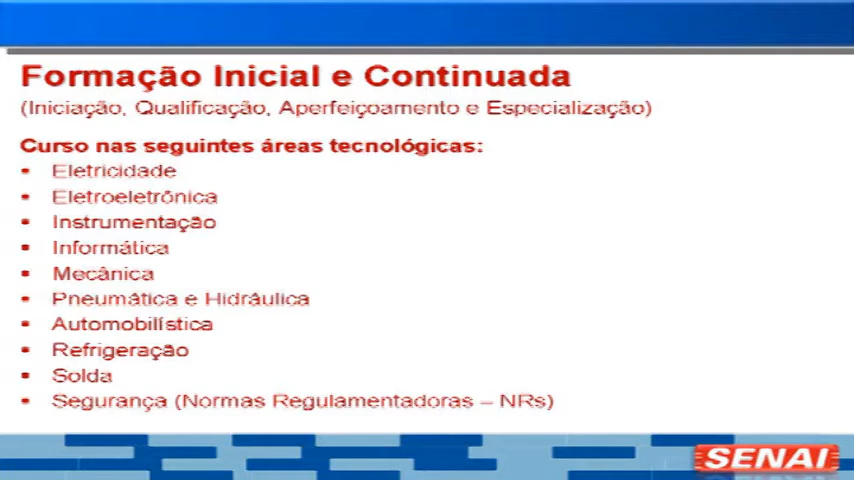 Formação Inicial e Continuada
(Iniciação, Qualificação, Aperfeiçoamento e Especialização)
Curso nas seguintes áreas tecnológicas:
• Eletricidade
• Eletroeletrônica
• Instrumentação
• Informática
• Mecânica
• Pneumática e Hidráulica
• Automobilística
• Refrigeração
• Solda
• Segurança (Normas Regulamentadoras – NRs)
SENAI